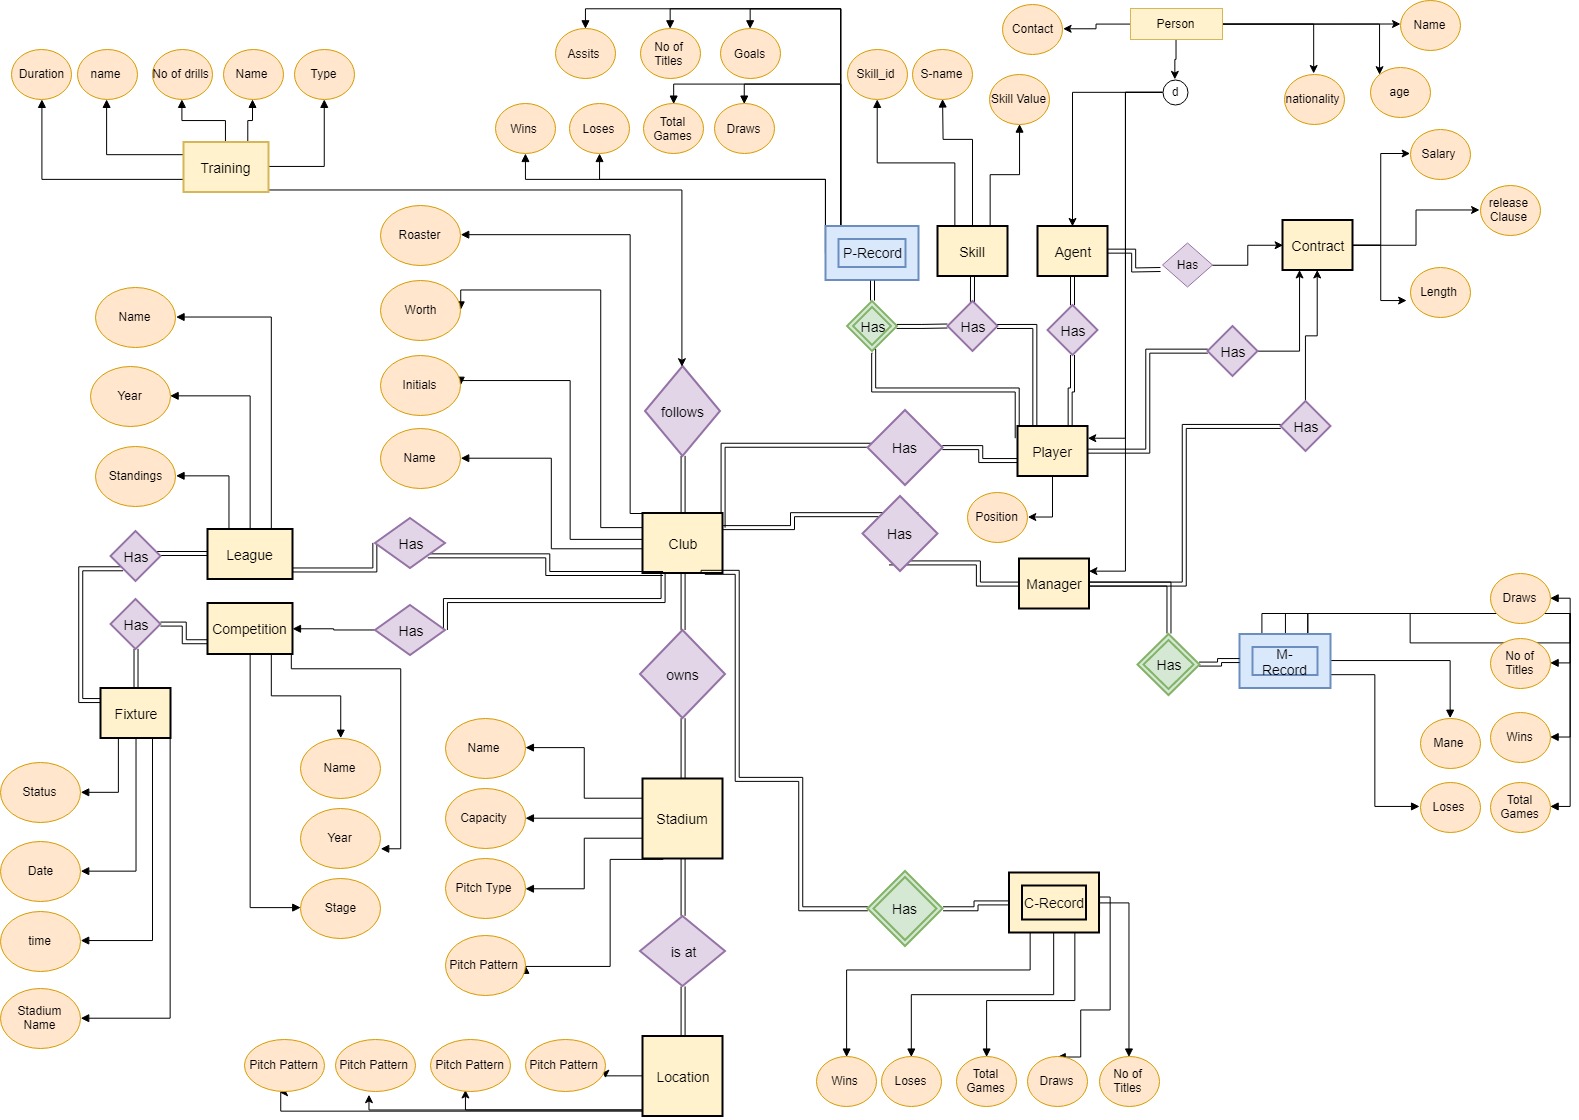 Person
Contact
Name
nationality
age
d
Assits
No of
Titles
Goals
Wins
Loses
Total
Games
Draws
Skill_id
S-name
Skill Value
Duration
name
No of drills
Name
Type
Training
Salary
release
Clause
Length
Contract
P-Record
Skill
Agent
Has
Has
Has
Has
Has
Has
Roaster
Worth
Initials
Name
follows
Name
Year
Standings
Has
Player
Position
Has
Club
Has
League
Has
Has
Competition
Has
Manager
Has
M-
Record
Draws
No of
Titles
Wins
Total
Games
Mane
Loses
owns
Fixture
Status
Date
time
Stadium
Name
Name
Year
Stage
Name
Capacity
Pitch Type
Pitch Pattern
Stadium
is at
Has
C-Record
Wins
Loses
Total
Games
Draws
No of
Titles
Pitch Pattern
Pitch Pattern
Pitch Pattern
Pitch Pattern
Location